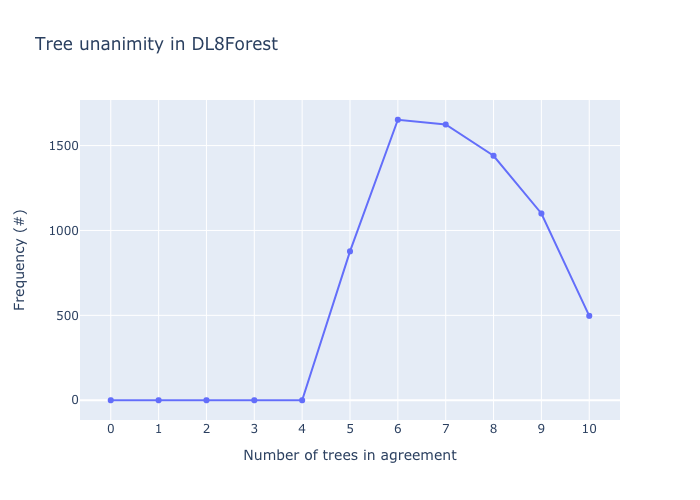 Tree unanimity in DL8Forest
1500
1000
500
0
Frequency (#)
0 1 2 3 4 5 6 7 8 9 10
Number of trees in agreement